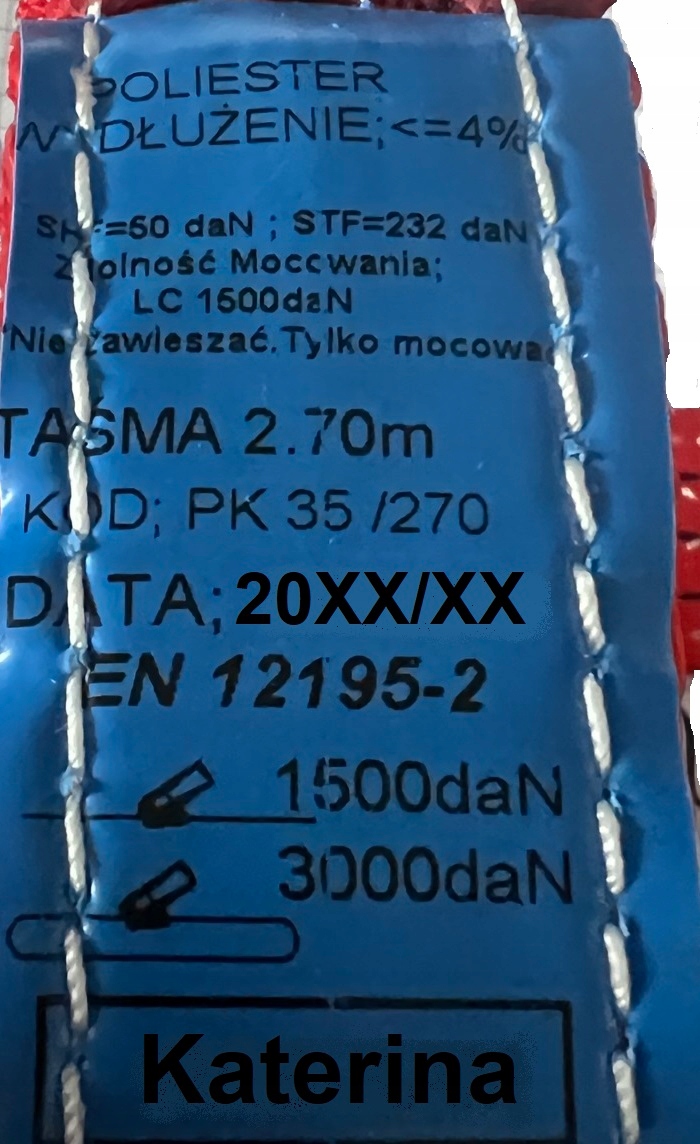 POLIESTER
WYDŁUŻENIE;<=4%
SHF=50 daN ; STF=232 daN
Zdolność Mocowania;
LC 1500daN
Nie zawieszać.Tylko mocować
TAŚMA 2.70m
KOD; PK 35 /270
DATA; 20XX/XX
EN 12195-2
1500daN
3000daN
Katerina